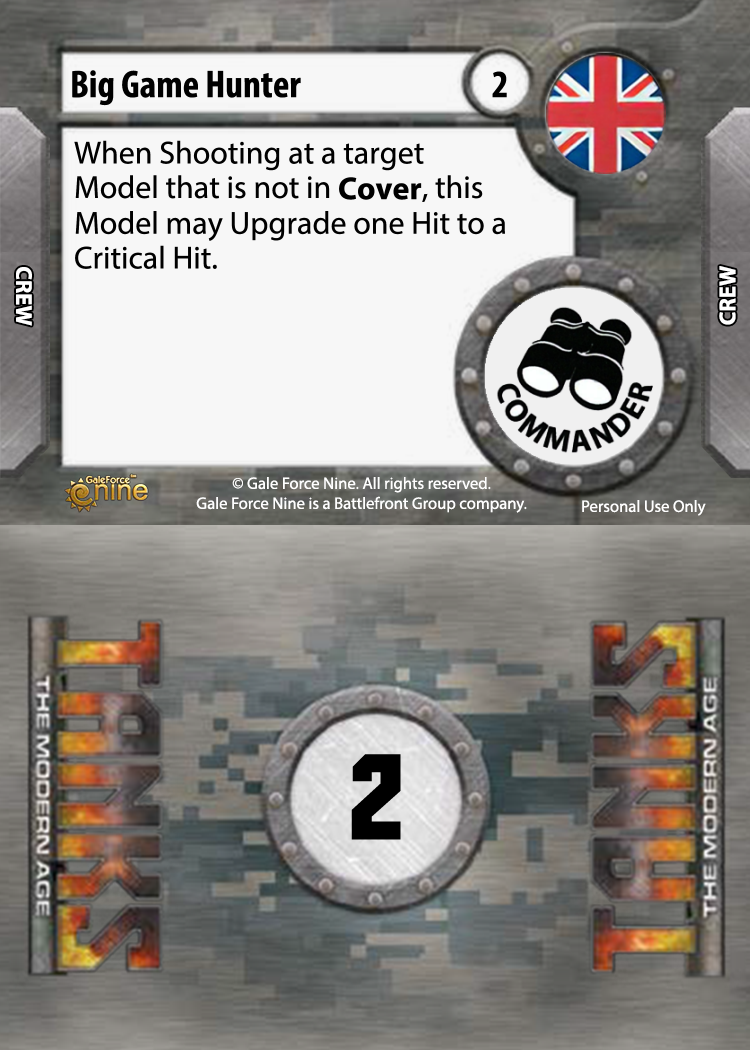 Big Game Hunter
2
When Shooting at a target
Model that is not in Cover, this
Model may Upgrade one Hit to a
Critical Hit.
CREW
CREW
COMMANDER
GaleForce™
nine
© Gale Force Nine. All rights reserved.
Gale Force Nine is a Battlefront Group company.
Personal Use Only
TANKS
THE MODERN AGE
2
TANKS
THE MODERN AGE